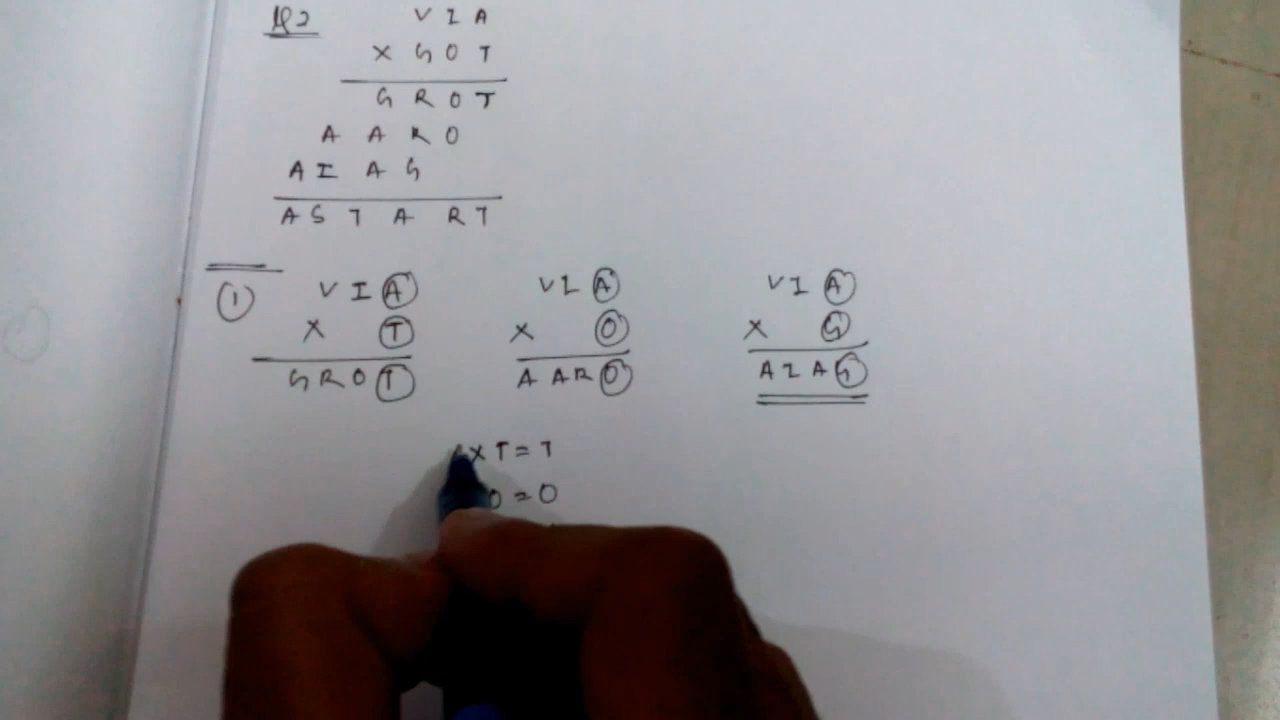 Q2 V I A
X G O T
G R O T
A A R O
A I A G
A S T A R T
1 V I A V I A V I A
X T X O X G
G R O T A A R O A I A G
X T = T
O = O